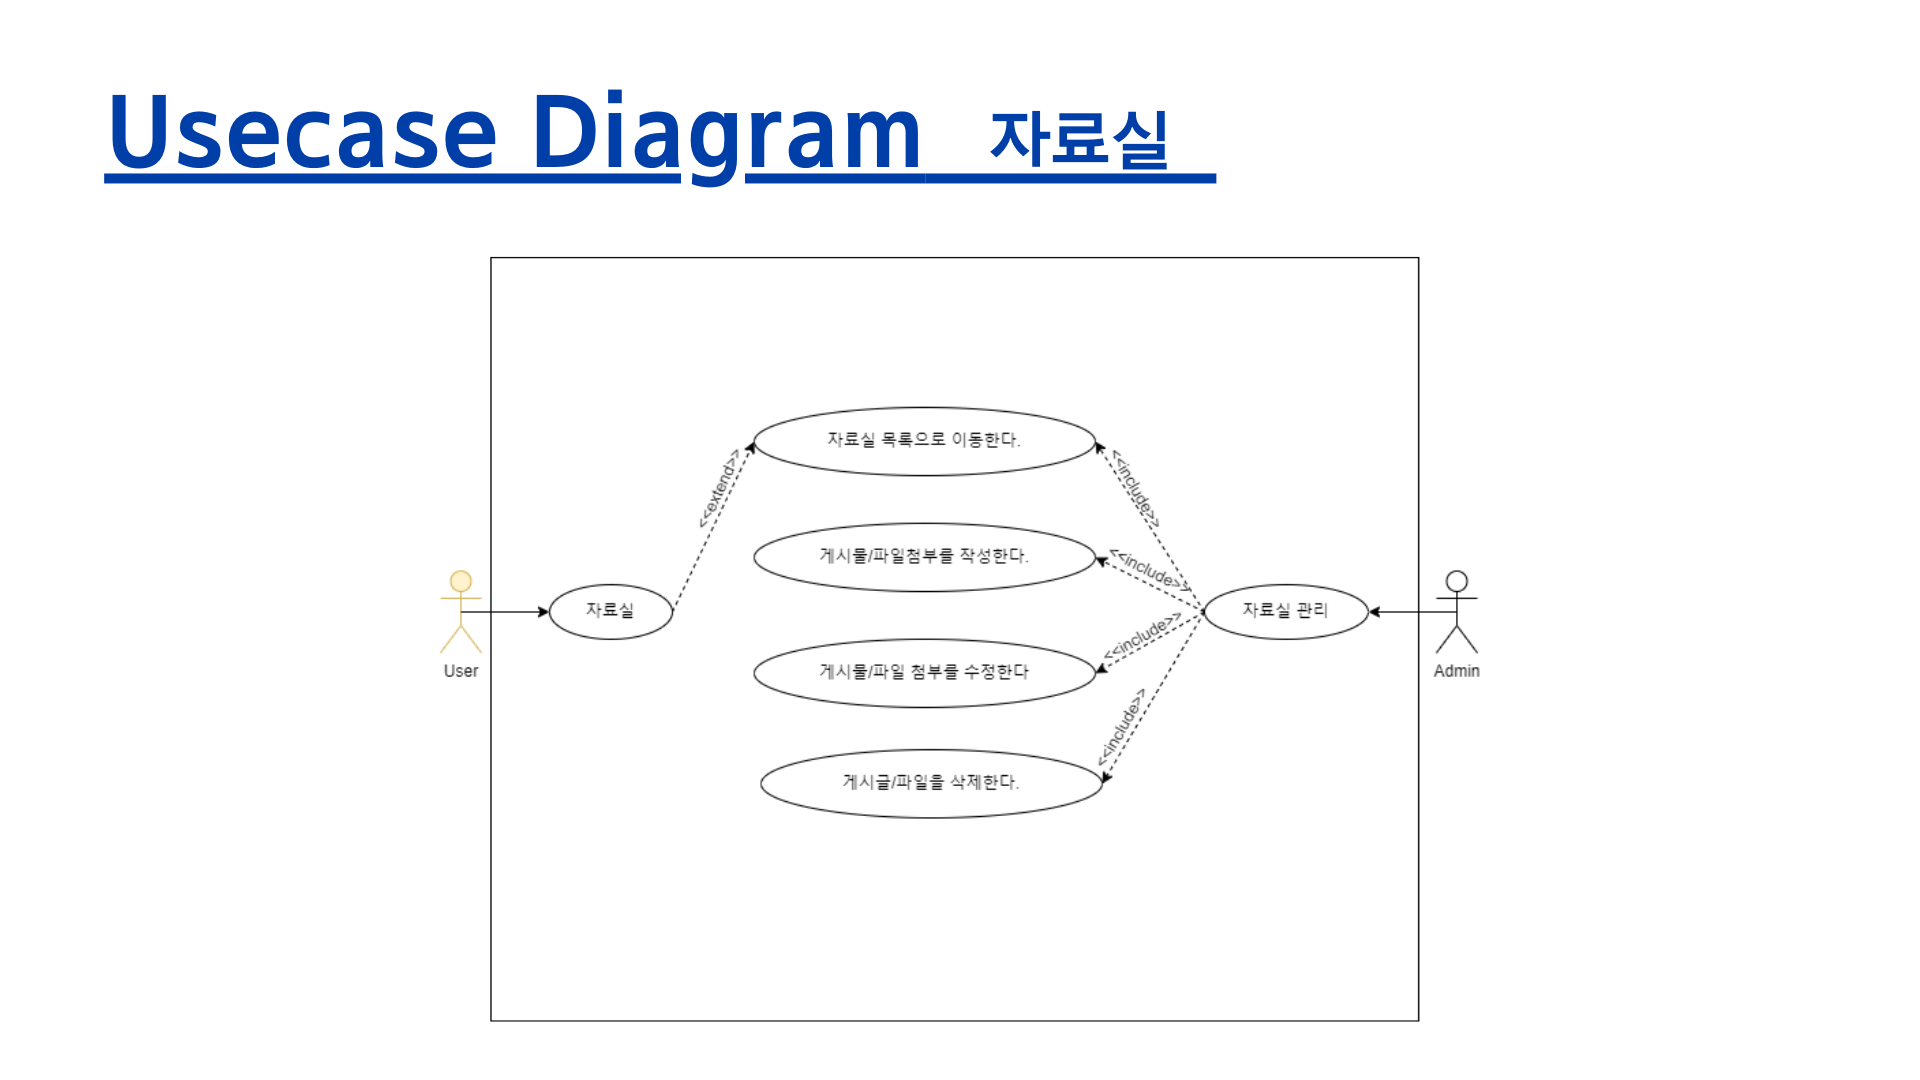 Usecase Diagram 자료실
자료실 목록으로 이동한다.
<<extend>>
<<include>>
게시물/파일첨부를 작성한다.
<<include>>
자료실
자료실 관리
<<include>>
User
Admin
게시물/파일 첨부를 수정한다
<<include>>
게시글/파일을 삭제한다.